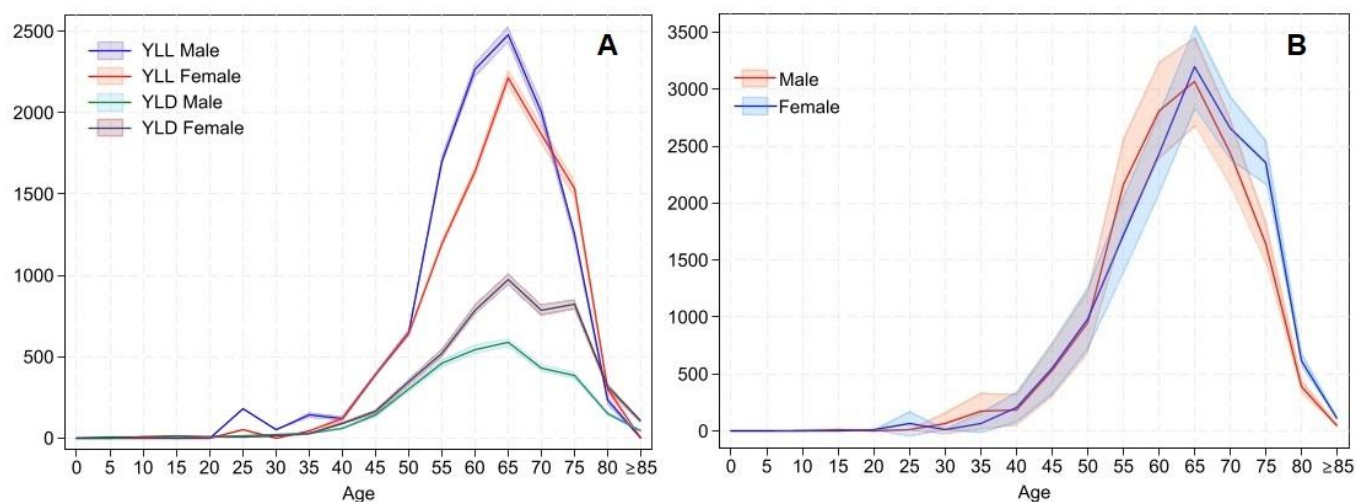 A
YLL Male
YLL Female
YLD Male
YLD Female
2500
2000
1500
1000
500
0
0 5 10 15 20 25 30 35 40 45 50 55 60 65 70 75 80 ≥85
Age
B
Male
Female
3500
3000
2500
2000
1500
1000
500
0
0 5 10 15 20 25 30 35 40 45 50 55 60 65 70 75 80 ≥85
Age